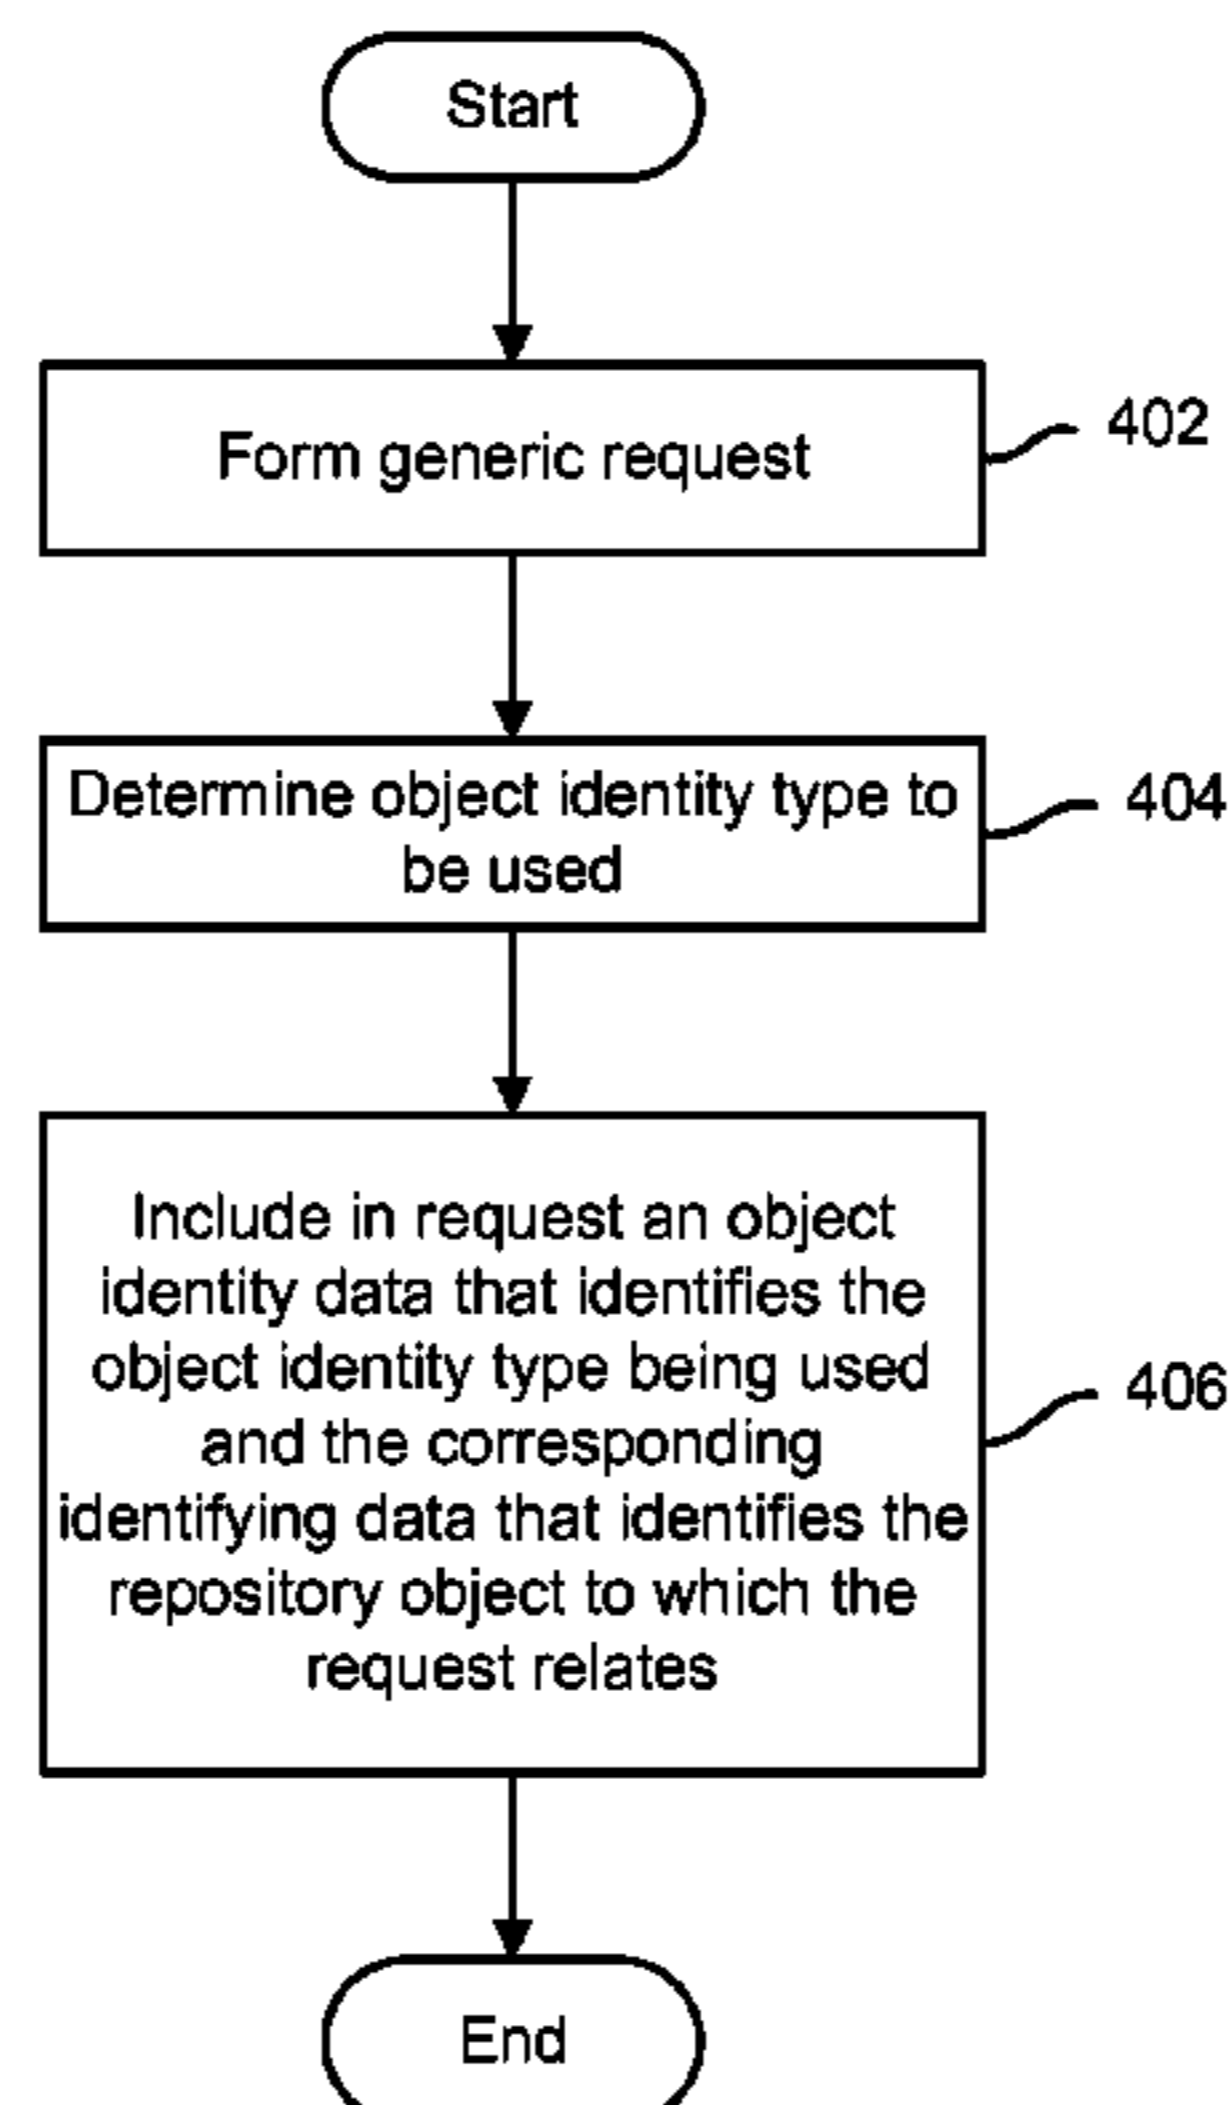 Start
Form generic request
402
Determine object identity type to
be used
404
Include in request an object
identity data that identifies the
object identity type being used
and the corresponding
identifying data that identifies the
repository object to which the
request relates
406
End